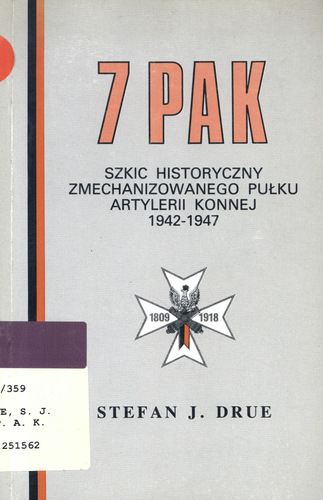 7 PAK
SZKIC HISTORYCZNY
ZMECHANIZOWANEGO PUŁKU
ARTYLERII KONNEJ
1942-1947
1809 1918
/359
E, S. J.
. A. K.
251562
STEFAN J. DRUE